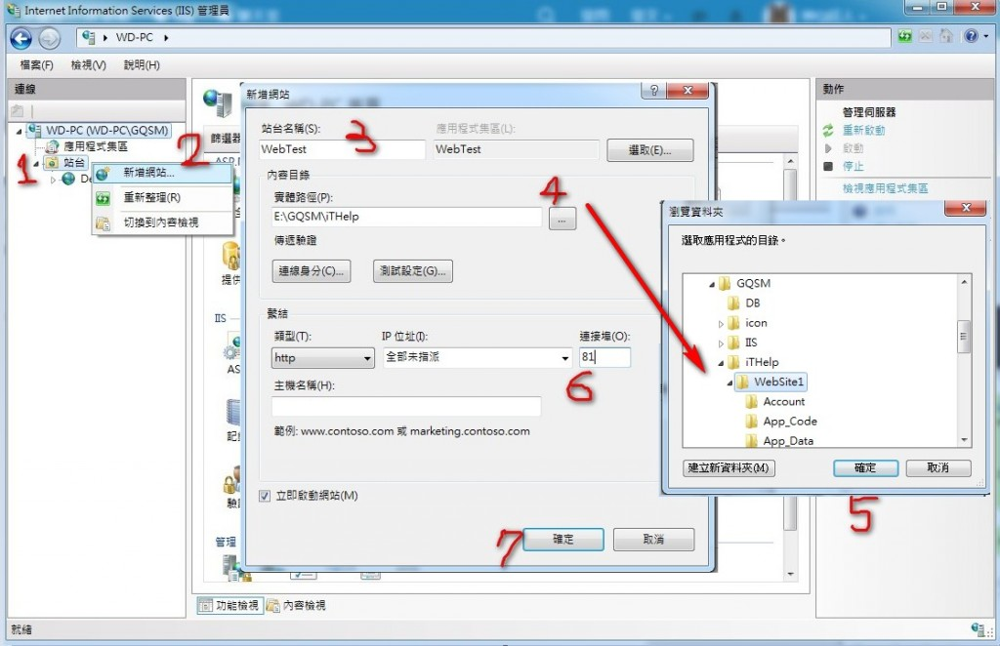 Internet Information Services (IIS) 管理員
WD-PC
檔案(F) 檢視(V) 說明(H)
連線
WD-PC (WD-PC\GQSM)
應用程式集區
站台
De
1
2
新增網站...
重新整理(R)
切換到內容檢視
篩選器
提供
IIS
AS
記
驗
管理
功能檢視
內容檢視
就緒
新增網站
站台名稱(S):
3
應用程式集區(L):
WebTest
WebTest
選取(E)...
內容目錄
實體路徑(P):
4
E:\GQSM\iTHelp
...
傳遞驗證
連線身分(C)...
測試設定(G)...
繫結
類型(T):
IP 位址(I):
連接埠(O):
http
全部未指派
81
6
主機名稱(H):
範例: www.contoso.com 或 marketing.contoso.com
立即啟動網站(M)
7
確定
取消
動作
管理伺服器
重新啟動
啟動
停止
檢視應用程式集區
瀏覽資料夾
選取應用程式的目錄。
GQSM
DB
icon
IIS
iTHelp
WebSite1
Account
App_Code
App_Data
建立新資料夾(M)
確定
取消
5